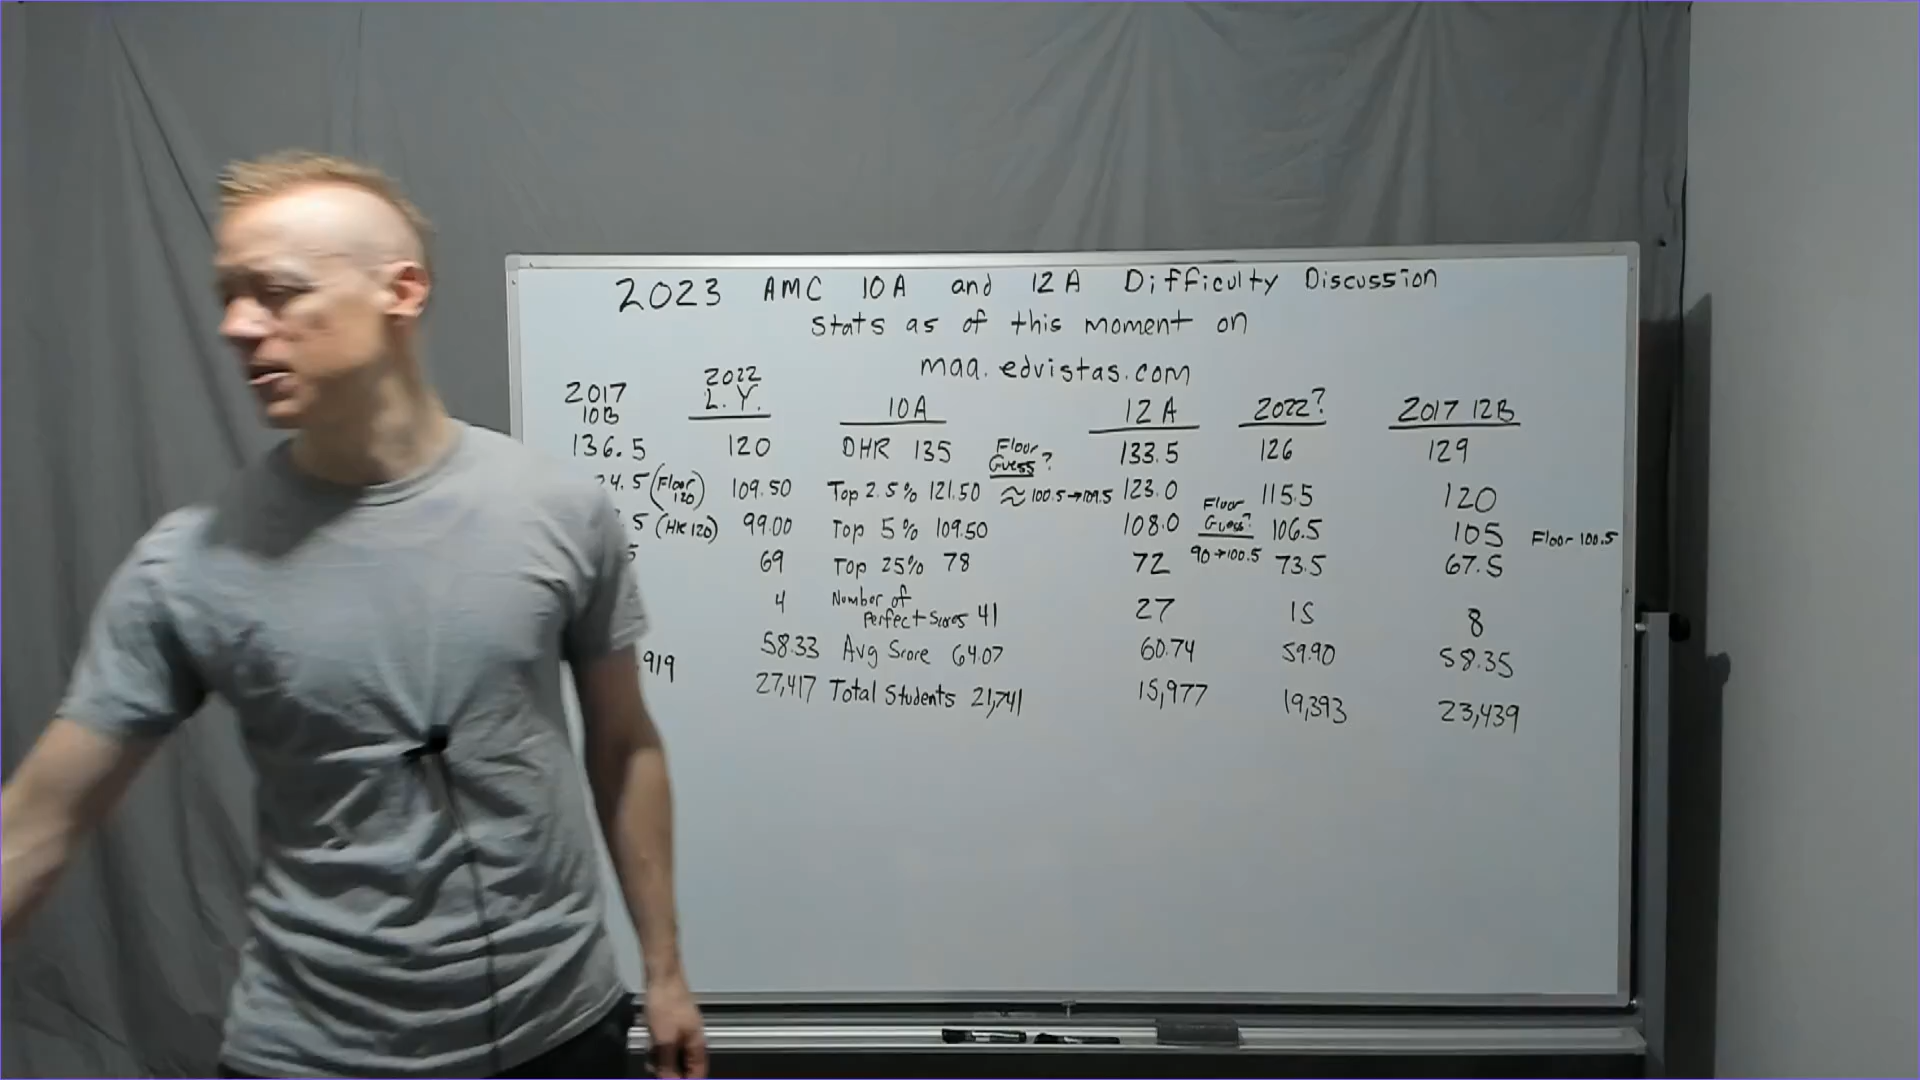 2023 AMC 10A and 12A Difficulty Discussion
Stats as of this moment on
maa.edvistas.com
2017 10B 2022 L.Y. 10A 12A 2022? 2017 12B
136.5 120 DHR 135 Floor Guess? 133.5 126 129
24.5 (Floor 120) 109.50 Top 2.5% 121.50 ≈ 100.5→109.5 123.0 Floor Guess? 115.5 120
5 (HR 120) 99.00 Top 5% 109.50 108.0 106.5 105 Floor 100.5
69 Top 25% 78 72 90→100.5 73.5 67.5
4 Number of Perfect Scores 41 27 15 8
919 58.33 Avg Score 64.07 60.74 59.90 58.35
27,417 Total Students 21,741 15,977 19,393 23,439